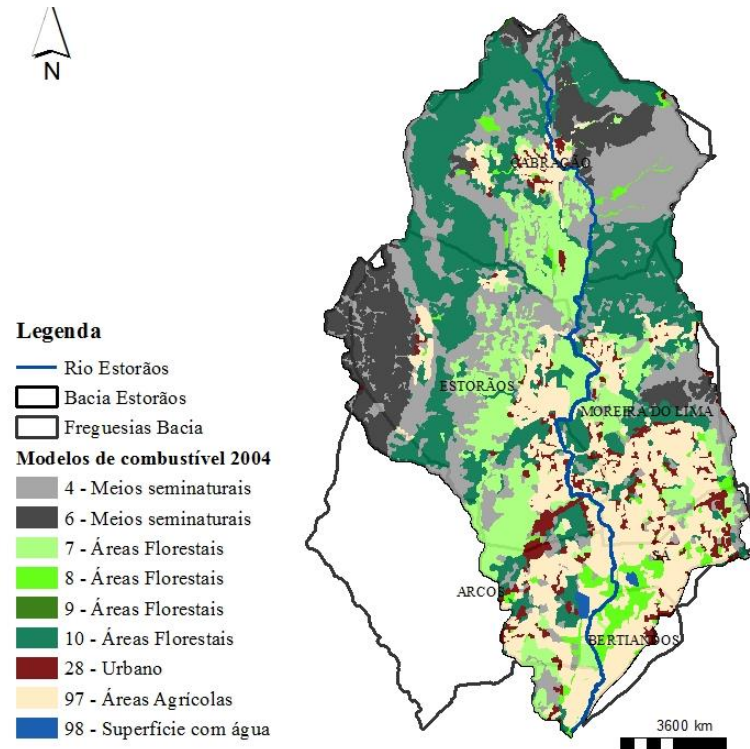 N
CABRAÇÃO
ESTORÃOS
MOREIRA DO LIMA
SÁ
ARCOS
BERTIANDOS
Legenda
Rio Estorãos
Bacia Estorãos
Freguesias Bacia
Modelos de combustível 2004
4 - Meios seminaturais
6 - Meios seminaturais
7 - Áreas Florestais
8 - Áreas Florestais
9 - Áreas Florestais
10 - Áreas Florestais
28 - Urbano
97 - Áreas Agrícolas
98 - Superfície com água
3600 km